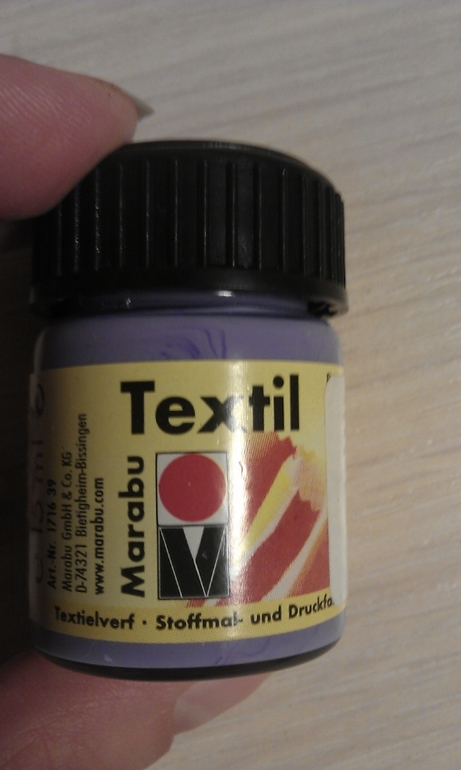 Textil
Marabu
Art. Nr. 1716 39
Marabu GmbH & Co. KG
D-74321 Bietigheim-Bissingen
www.marabu.com
Textielverf · Stoffmal- und Druckfa